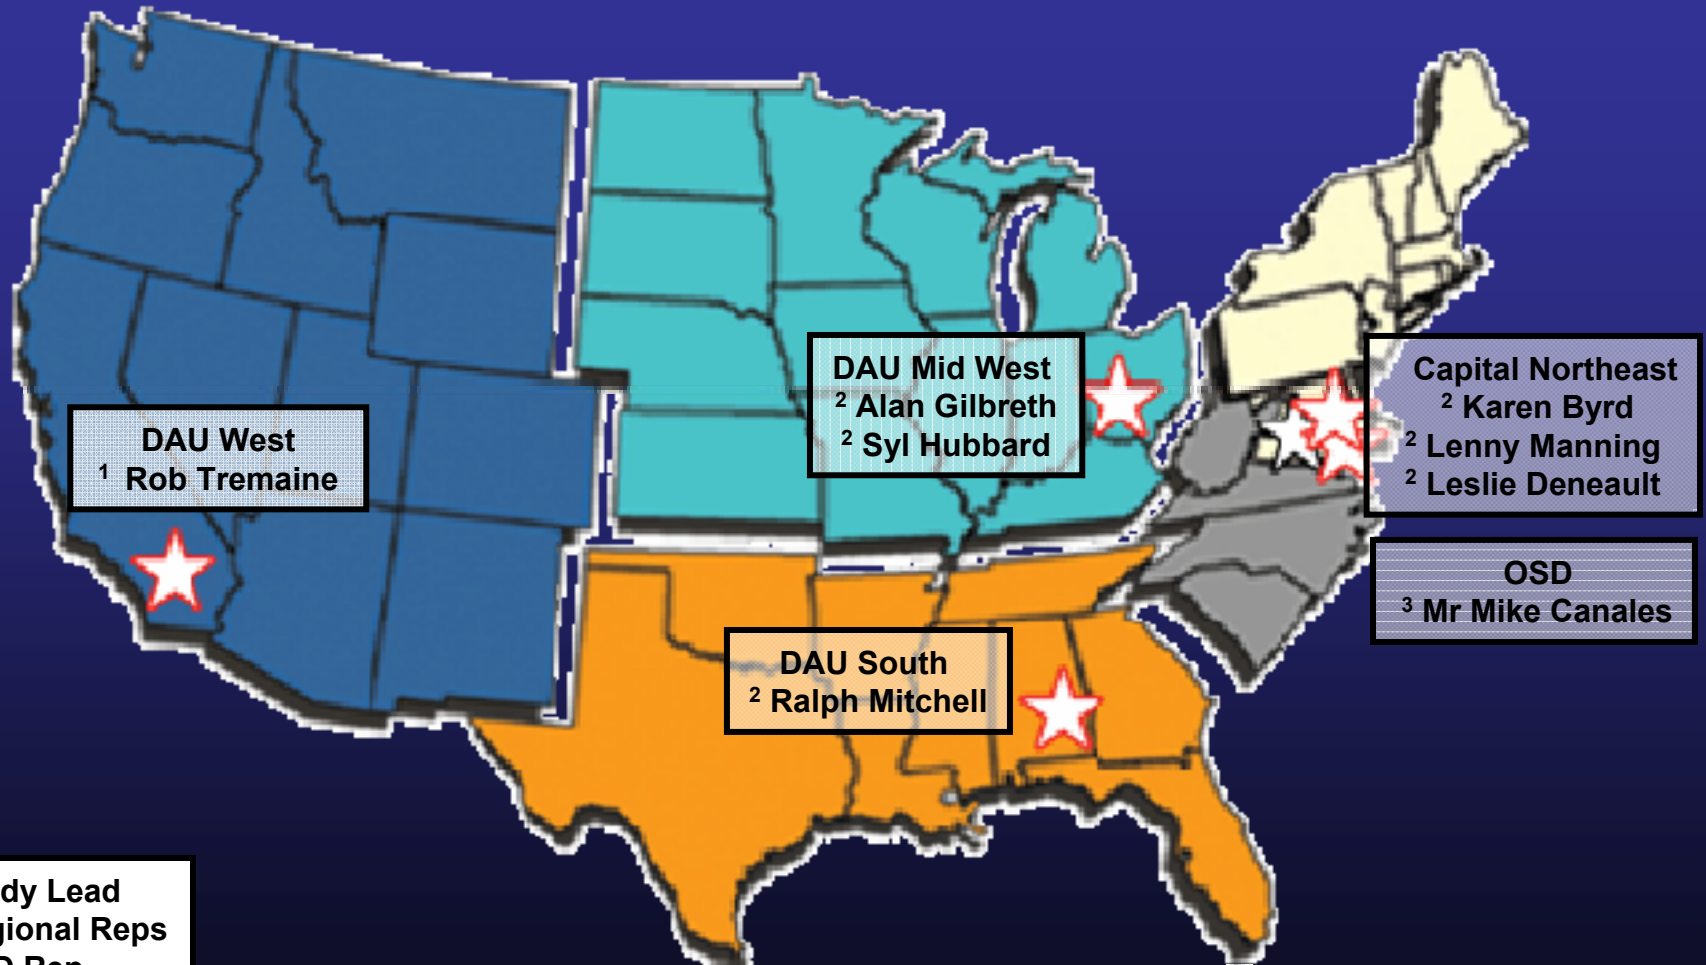 DAU West
1 Rob Tremaine
DAU Mid West
2 Alan Gilbreth
2 Syl Hubbard
Capital Northeast
2 Karen Byrd
2 Lenny Manning
2 Leslie Deneault
OSD
3 Mr Mike Canales
DAU South
2 Ralph Mitchell
dy Lead
gional Reps
D Rep